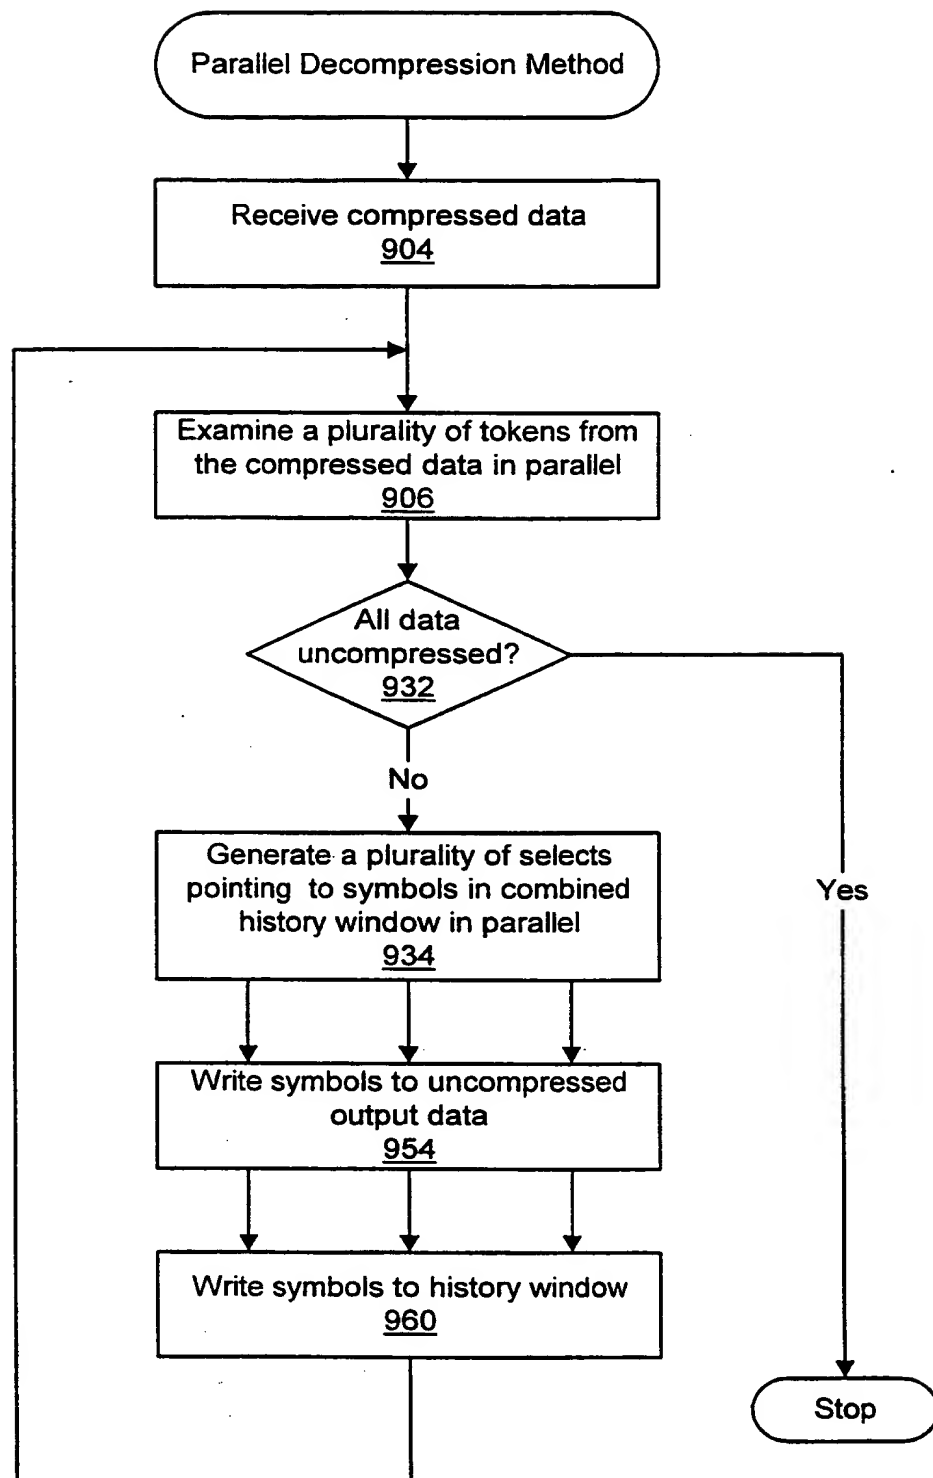 Parallel Decompression Method
Receive compressed data
904
Examine a plurality of tokens from
the compressed data in parallel
906
All data
uncompressed?
932
No
Generate a plurality of selects
pointing to symbols in combined
history window in parallel
934
Yes
Write symbols to uncompressed
output data
954
Write symbols to history window
960
Stop